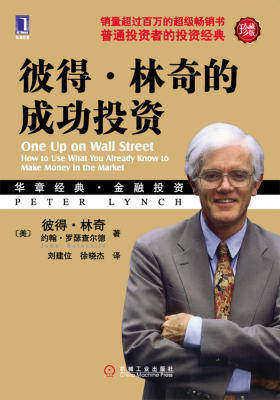 销量超过百万的超级畅销书
普通投资者的投资经典
珍藏版
彼得·林奇的
成功投资
One Up on Wall Street
How to Use What You Already Know to
Make Money in the Market
华章经典·金融投资
PETER LYNCH
[美] 彼得·林奇
约翰·罗瑟查尔德 著
刘建位 徐晓杰 译
机械工业出版社
China Machine Press